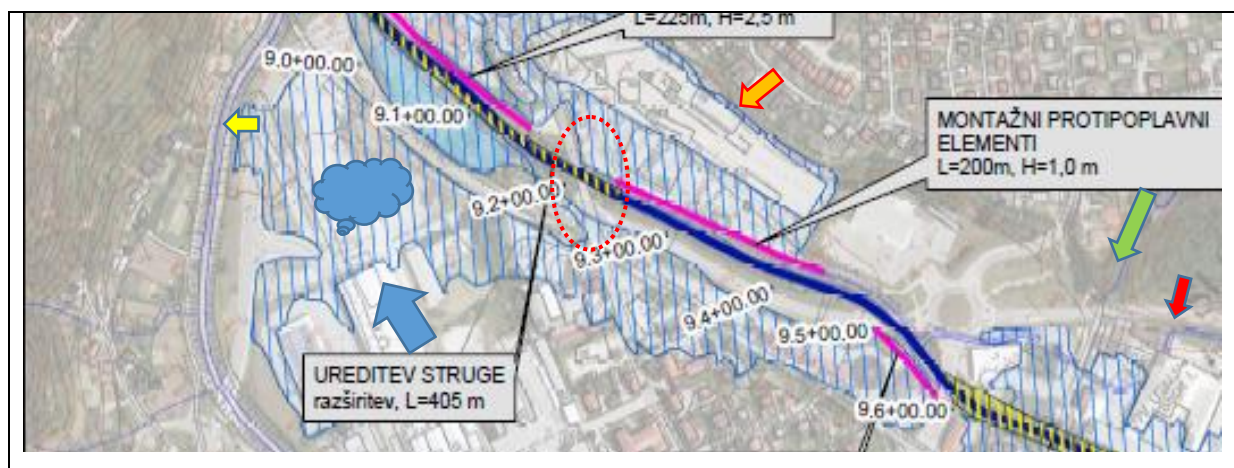 L=225m, H=2,5 m
9.0+00.00
9.1+00.00
MONTAŽNI PROTIPOPLAVNI
ELEMENTI
L=200m, H=1,0 m
9.2+00.00
9.3+00.00
9.4+00.00
9.5+00.00
UREDITEV STRUGE
razširitev, L=405 m
9.6+00.00